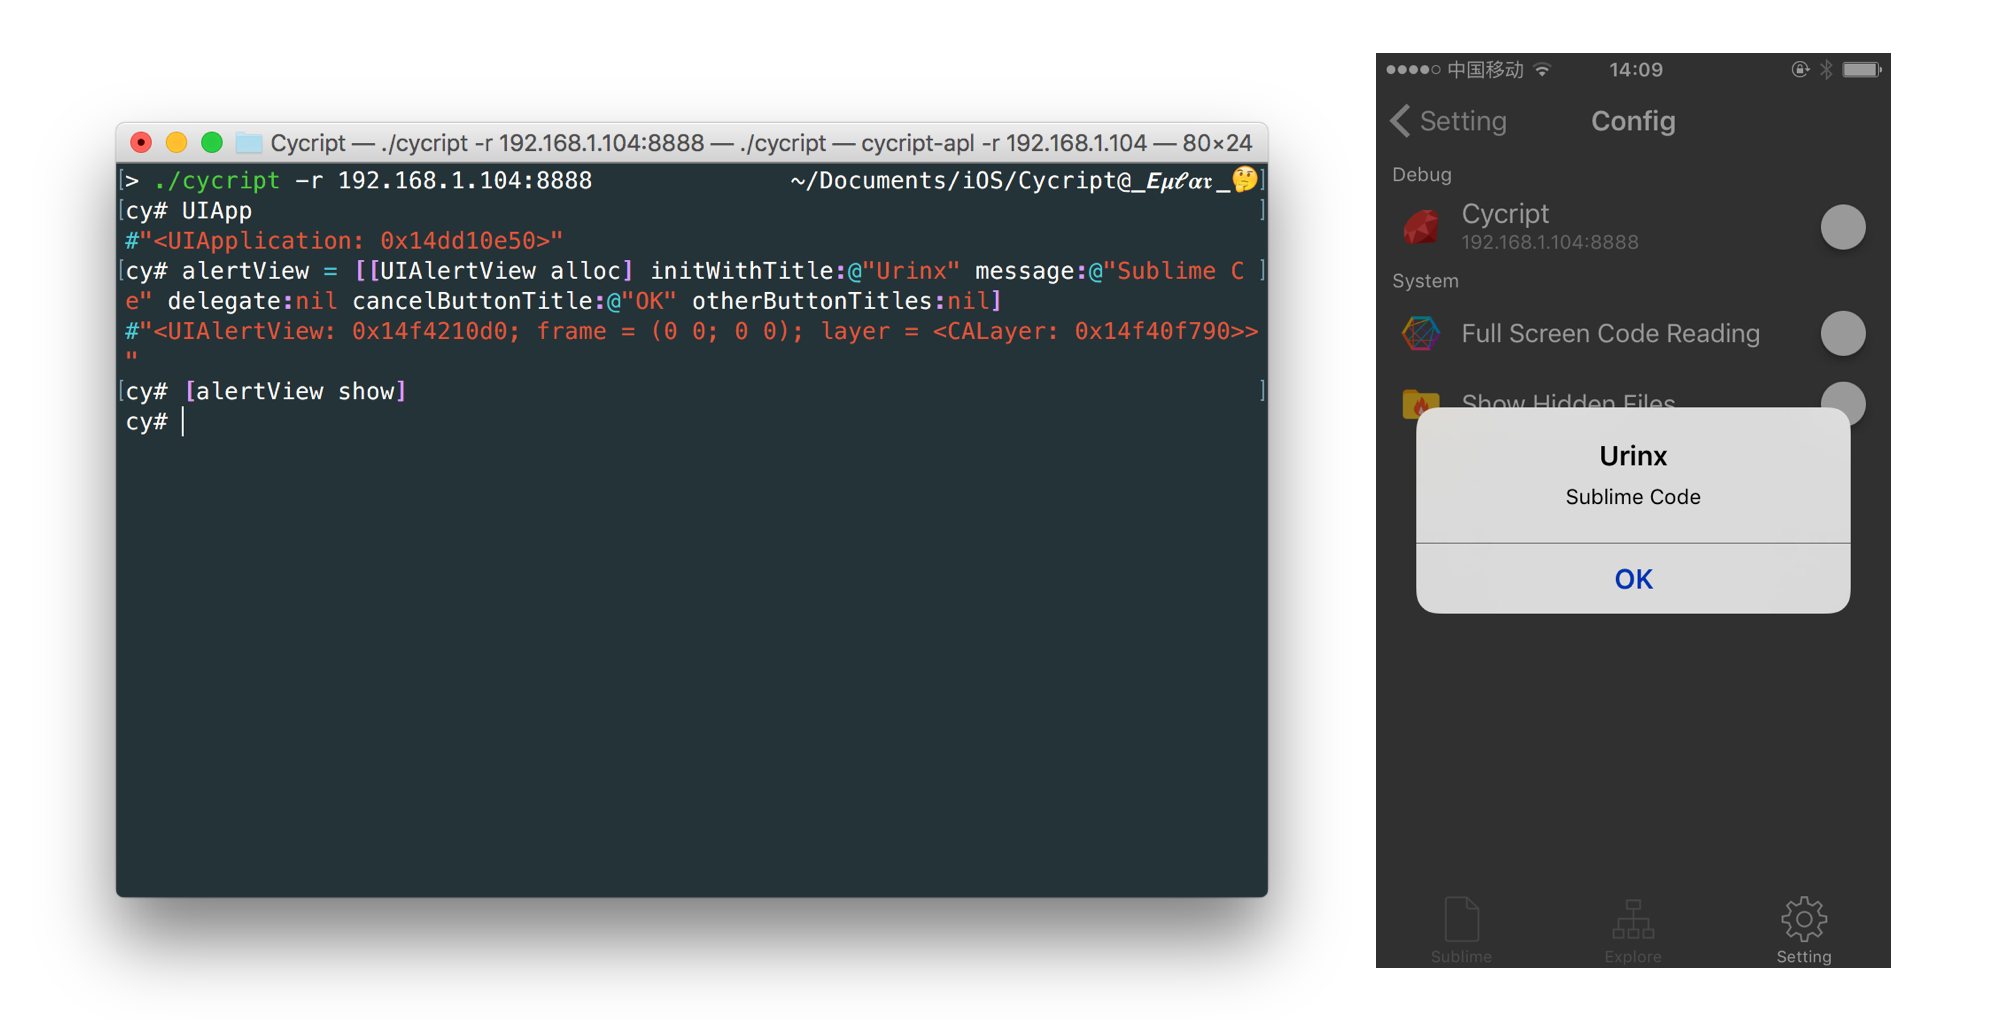 Cycript — ./cycript -r 192.168.1.104:8888 — ./cycript — cycript-apl -r 192.168.1.104 — 80×24
[> ./cycript -r 192.168.1.104:8888 ~/Documents/iOS/Cycript@_𝑬𝝁𝓵𝜶𝔯_🤔]
[cy# UIApp ]
#"<UIApplication: 0x14dd10e50>"
[cy# alertView = [[UIAlertView alloc] initWithTitle:@"Urinx" message:@"Sublime C ]
e" delegate:nil cancelButtonTitle:@"OK" otherButtonTitles:nil]
#"<UIAlertView: 0x14f4210d0; frame = (0 0; 0 0); layer = <CALayer: 0x14f40f790>>
"
[cy# [alertView show] ]
cy#
中国移动 14:09
Setting Config
Debug
Cycript
192.168.1.104:8888
System
Full Screen Code Reading
Show Hidden Files
Urinx
Sublime Code
OK
Sublime Explore Setting